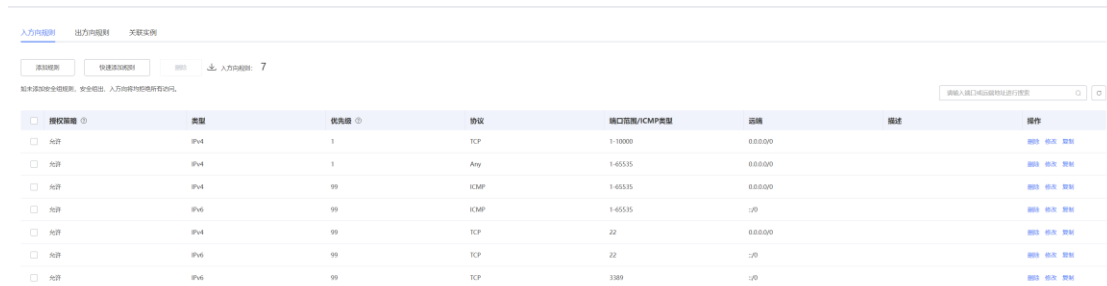 入方向规则 出方向规则 关联实例
添加规则 快速添加规则 删除 入方向规则: 7
如未添加安全组规则，安全组出、入方向将均拒绝所有访问。
请输入端口或远端地址进行搜索
授权策略 类型 优先级 协议 端口范围/ICMP类型 远端 描述 操作
允许 IPv4 1 TCP 1-10000 0.0.0.0/0 删除 修改 复制
允许 IPv4 1 Any 1-65535 0.0.0.0/0 删除 修改 复制
允许 IPv4 99 ICMP 1-65535 0.0.0.0/0 删除 修改 复制
允许 IPv6 99 ICMP 1-65535 ::/0 删除 修改 复制
允许 IPv4 99 TCP 22 0.0.0.0/0 删除 修改 复制
允许 IPv6 99 TCP 22 ::/0 删除 修改 复制
允许 IPv6 99 TCP 3389 ::/0 删除 修改 复制